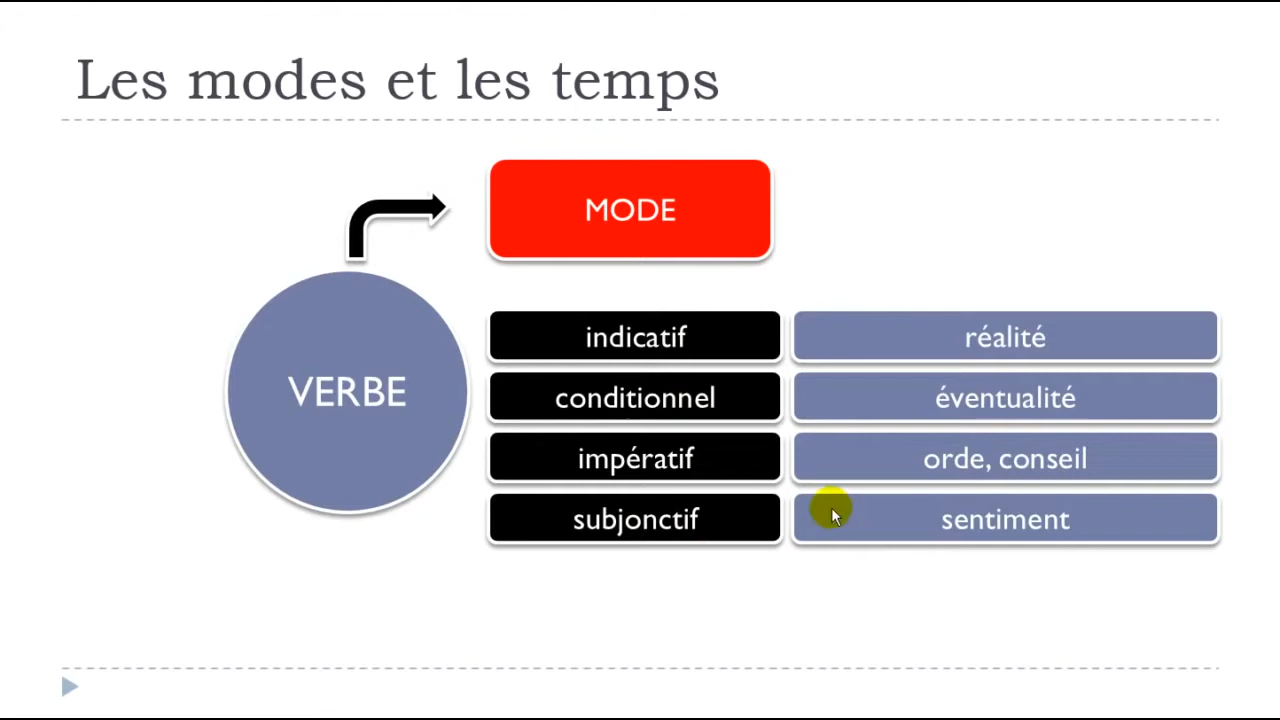 Les modes et les temps
MODE
VERBE
indicatif
réalité
conditionnel
éventualité
impératif
orde, conseil
subjonctif
sentiment